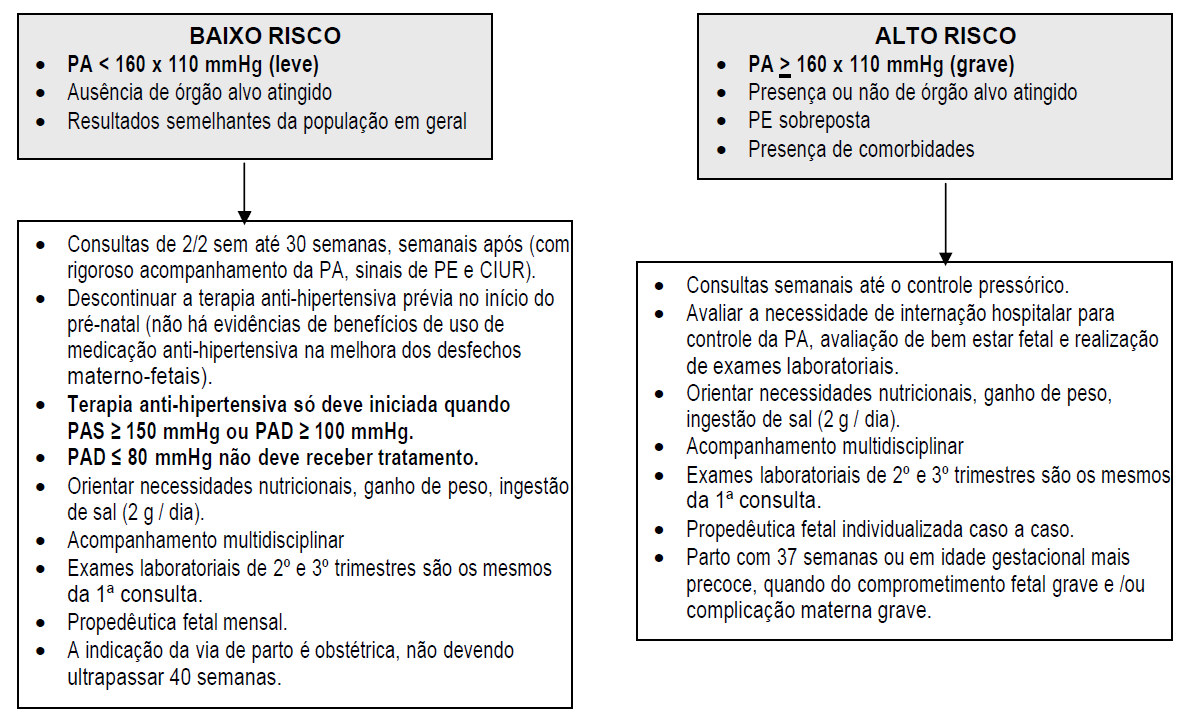 BAIXO RISCO
• PA < 160 x 110 mmHg (leve)
• Ausência de órgão alvo atingido
• Resultados semelhantes da população em geral
ALTO RISCO
• PA ≥ 160 x 110 mmHg (grave)
• Presença ou não de órgão alvo atingido
• PE sobreposta
• Presença de comorbidades
• Consultas de 2/2 sem até 30 semanas, semanais após (com
rigoroso acompanhamento da PA, sinais de PE e CIUR).
• Descontinuar a terapia anti-hipertensiva prévia no início do
pré-natal (não há evidências de benefícios de uso de
medicação anti-hipertensiva na melhora dos desfechos
materno-fetais).
• Terapia anti-hipertensiva só deve iniciada quando
PAS ≥ 150 mmHg ou PAD ≥ 100 mmHg.
• PAD ≤ 80 mmHg não deve receber tratamento.
• Orientar necessidades nutricionais, ganho de peso, ingestão
de sal (2 g / dia).
• Acompanhamento multidisciplinar
• Exames laboratoriais de 2º e 3º trimestres são os mesmos
da 1ª consulta.
• Propedêutica fetal mensal.
• A indicação da via de parto é obstétrica, não devendo
ultrapassar 40 semanas.
• Consultas semanais até o controle pressórico.
• Avaliar a necessidade de internação hospitalar para
controle da PA, avaliação de bem estar fetal e realização
de exames laboratoriais.
• Orientar necessidades nutricionais, ganho de peso,
ingestão de sal (2 g / dia).
• Acompanhamento multidisciplinar
• Exames laboratoriais de 2º e 3º trimestres são os mesmos
da 1ª consulta.
• Propedêutica fetal individualizada caso a caso.
• Parto com 37 semanas ou em idade gestacional mais
precoce, quando do comprometimento fetal grave e /ou
complicação materna grave.